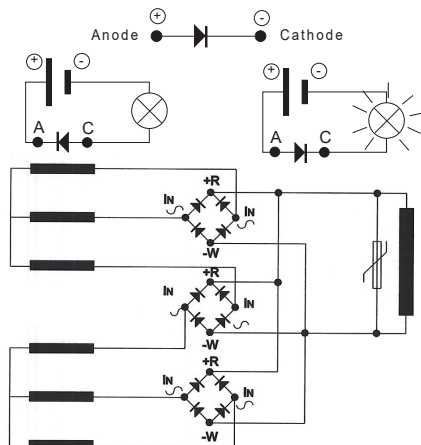 + -
Anode Cathode
+ - + -
A C A C
+R
IN IN
-W
+R
IN IN
-W
+R
IN IN
-W